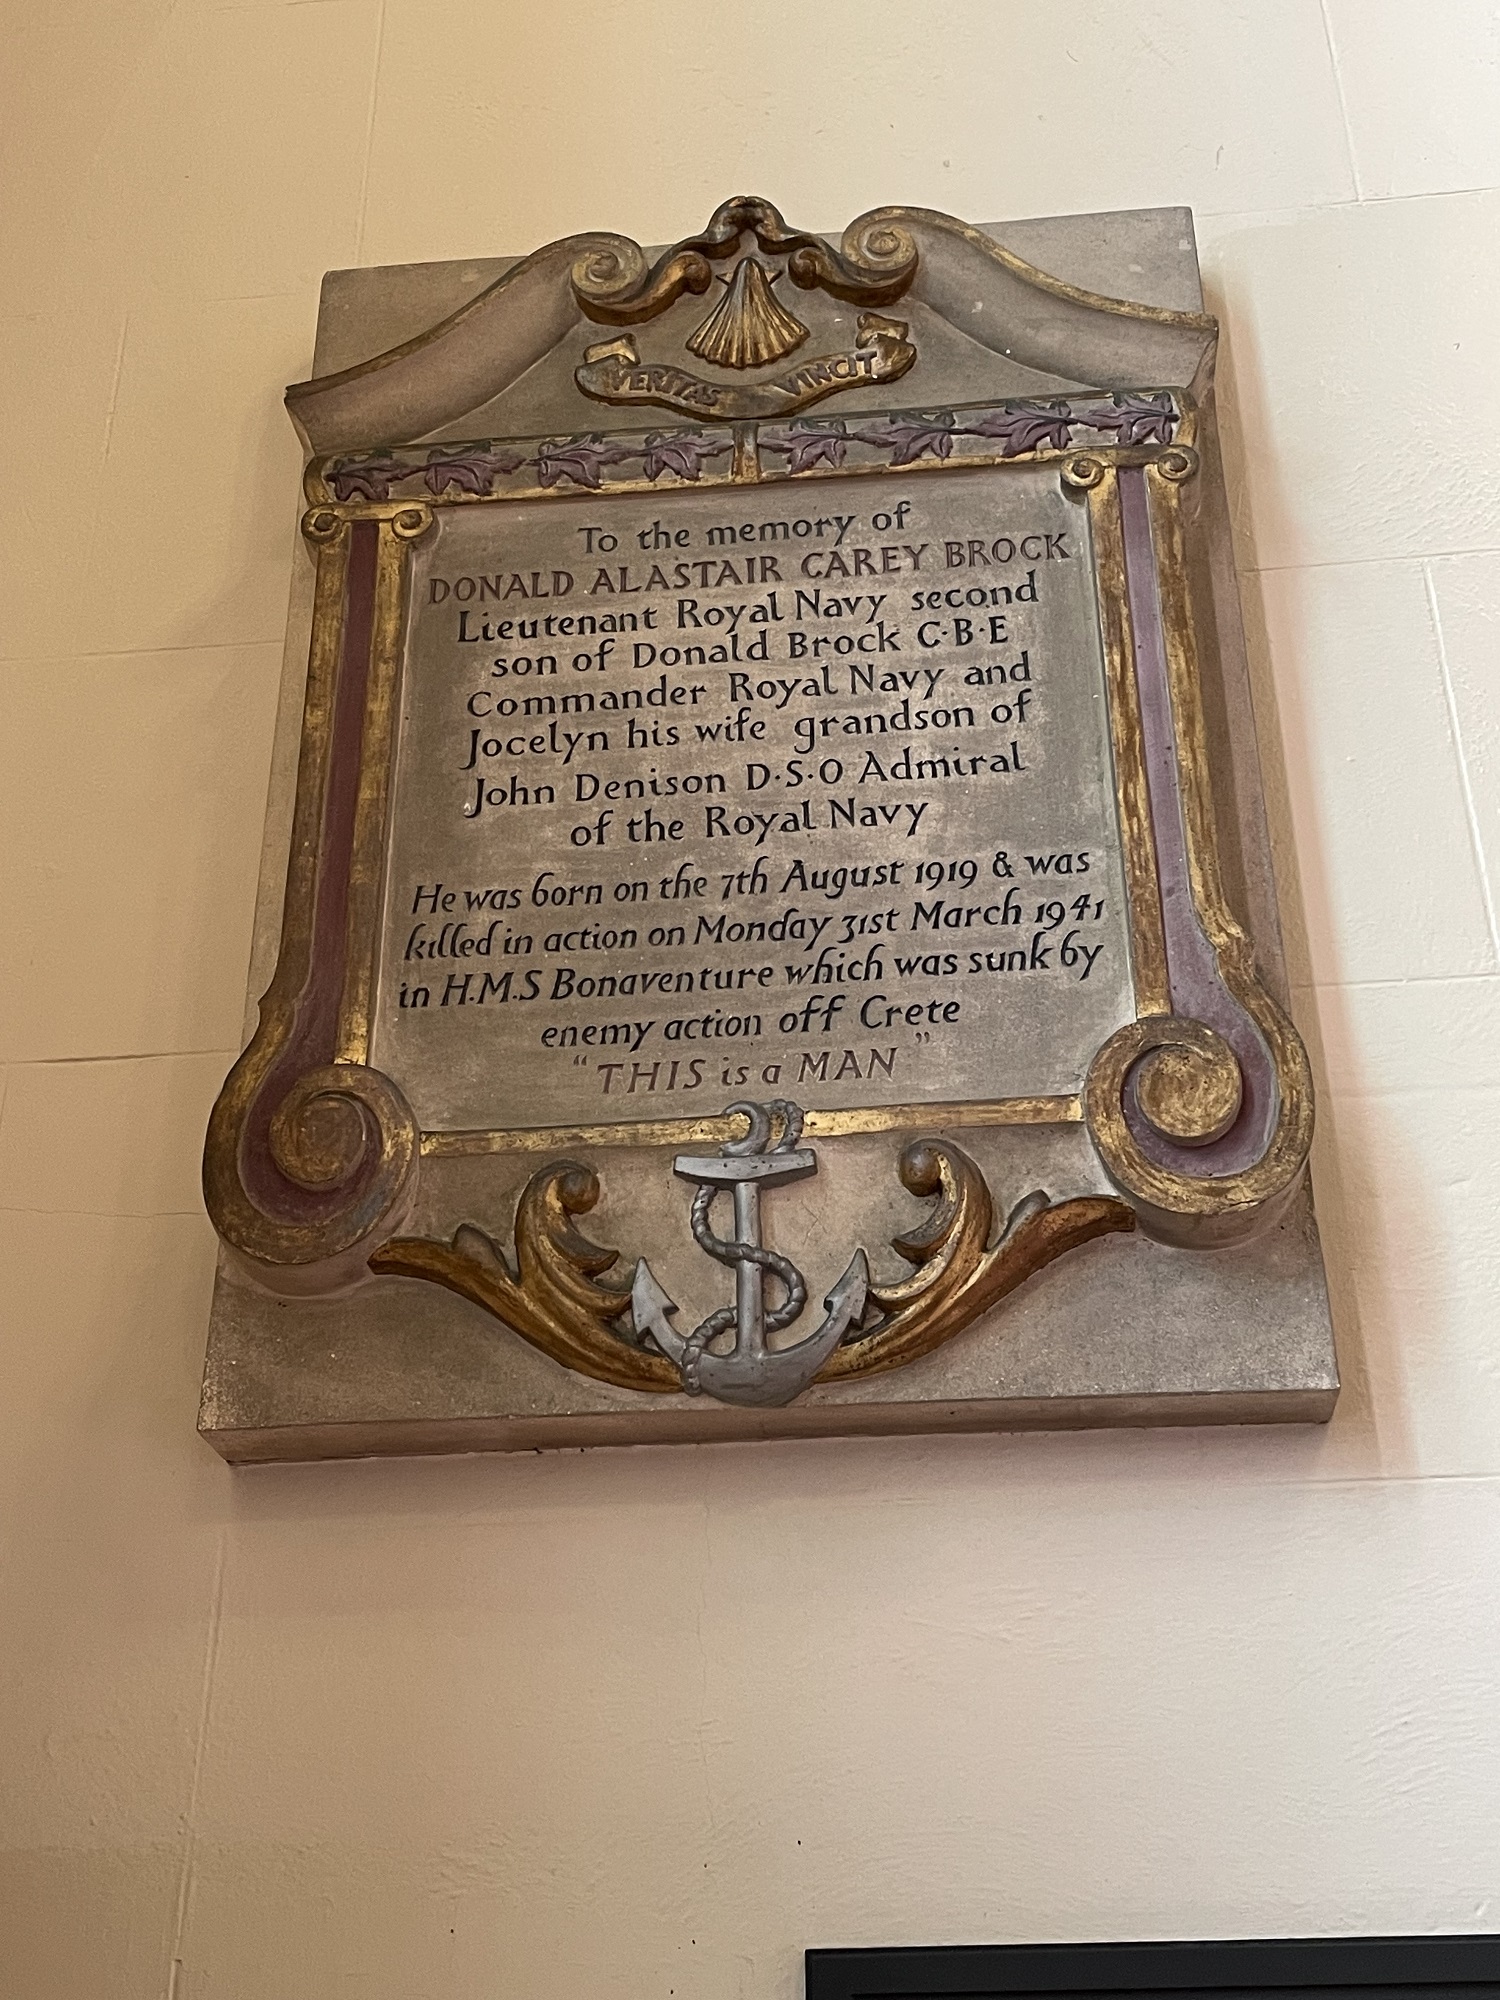 VERITAS VINCIT
To the memory of
DONALD ALASTAIR CAREY BROCK
Lieutenant Royal Navy second
son of Donald Brock C·B·E
Commander Royal Navy and
Jocelyn his wife grandson of
John Denison D·S·O Admiral
of the Royal Navy
He was born on the 7th August 1919 & was
killed in action on Monday 31st March 1941
in H.M.S Bonaventure which was sunk by
enemy action off Crete
"THIS is a MAN"